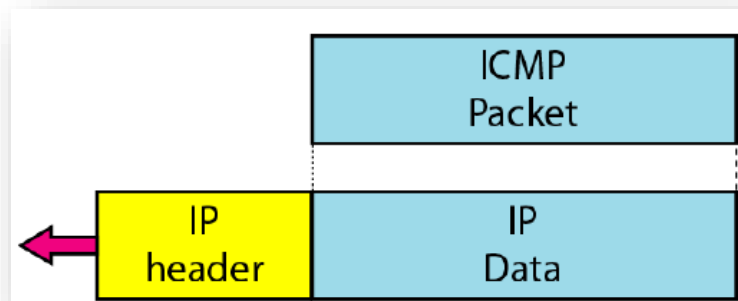 ICMP
Packet
IP
header
IP
Data